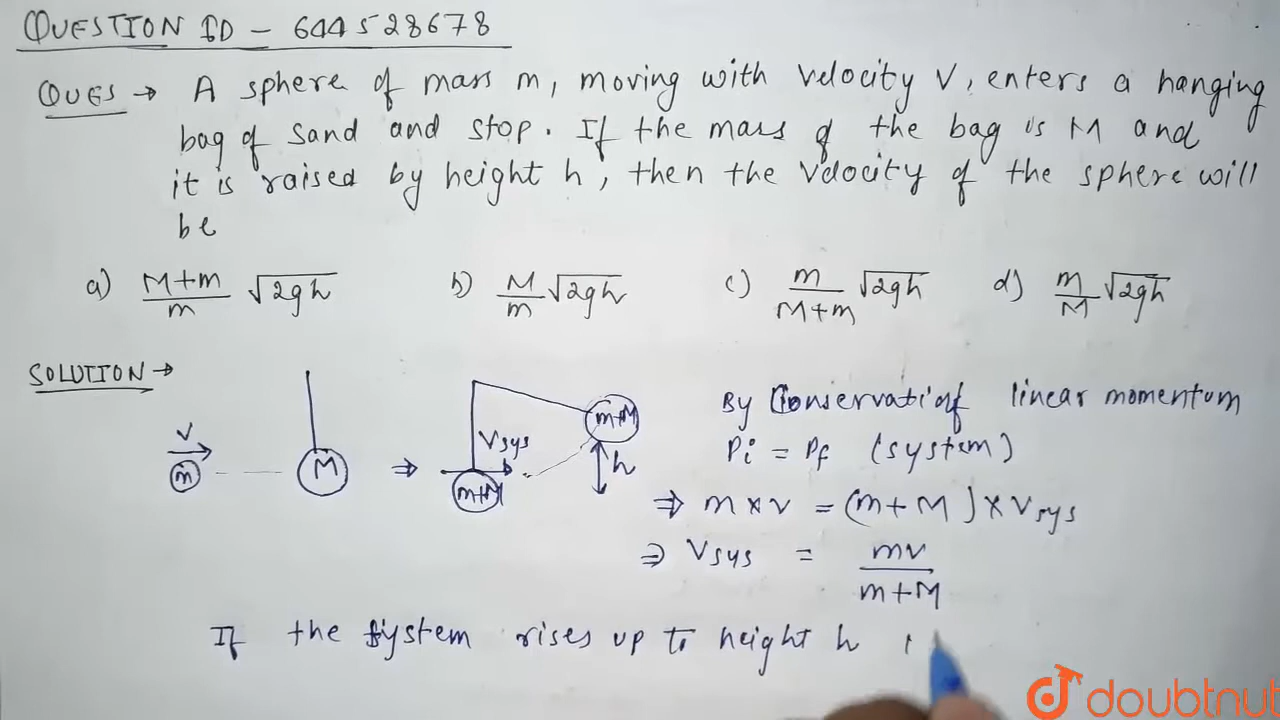 QUESTION ID - 644528678
QUES → A sphere of mass m, moving with velocity V, enters a hanging
bag of sand and stop. If the mass of the bag is M and
it is raised by height h, then the velocity of the sphere will
be
a) M+m/m √2gh b) M/m √2gh c) m/M+m √2gh d) m/M √2gh
SOLUTION →
By Conservation of linear momentum
Pi = Pf (system)
⇒ m×v = (m+M)×Vsys
⇒ Vsys = mv/m+M
V
m
M
⇒
Vsys
m+M
m+M
h
If the system rises up to height h
doubtnut